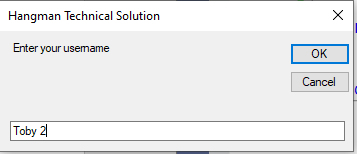 Hangman Technical Solution
Enter your username
OK
Cancel
Toby 2